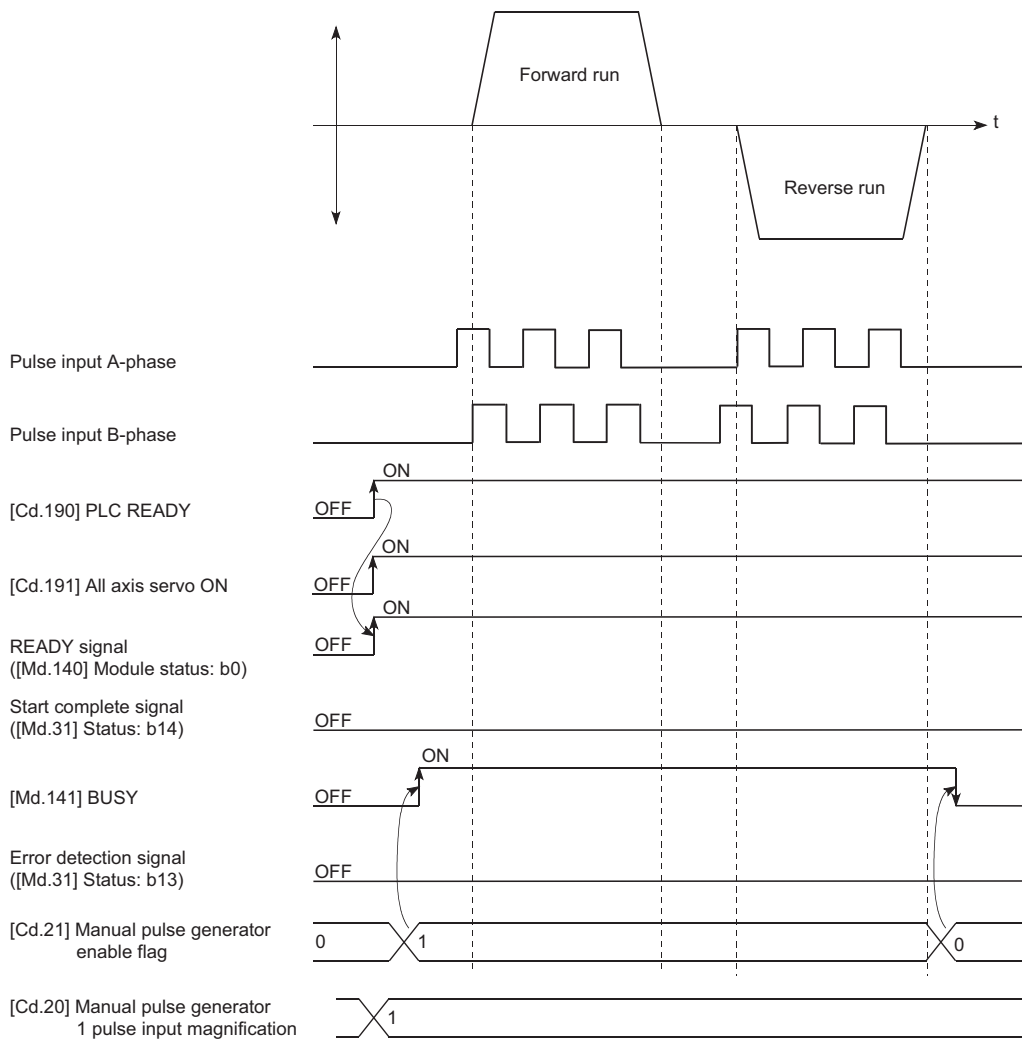 Forward run
t
Reverse run
Pulse input A-phase
Pulse input B-phase
ON
[Cd.190] PLC READY
OFF
ON
[Cd.191] All axis servo ON
OFF
ON
READY signal
OFF
([Md.140] Module status: b0)
Start complete signal
([Md.31] Status: b14)
OFF
ON
[Md.141] BUSY
OFF
Error detection signal
([Md.31] Status: b13)
OFF
[Cd.21] Manual pulse generator
enable flag
0
1
0
[Cd.20] Manual pulse generator
1 pulse input magnification
1